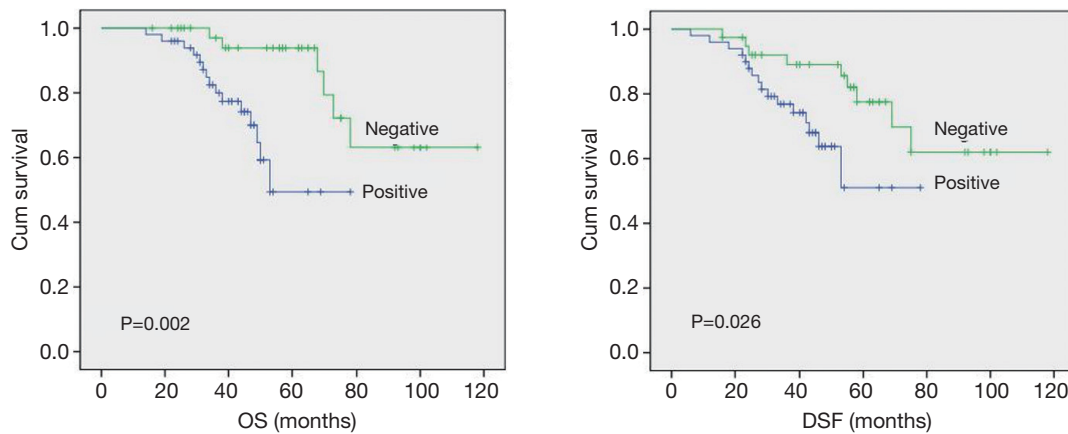 1.0
0.8
0.6
0.4
0.2
0.0
Cum survival
Negative
Positive
P=0.002
0 20 40 60 80 100 120
OS (months)
1.0
0.8
0.6
0.4
0.2
0.0
Cum survival
Negative
Positive
P=0.026
0 20 40 60 80 100 120
DSF (months)